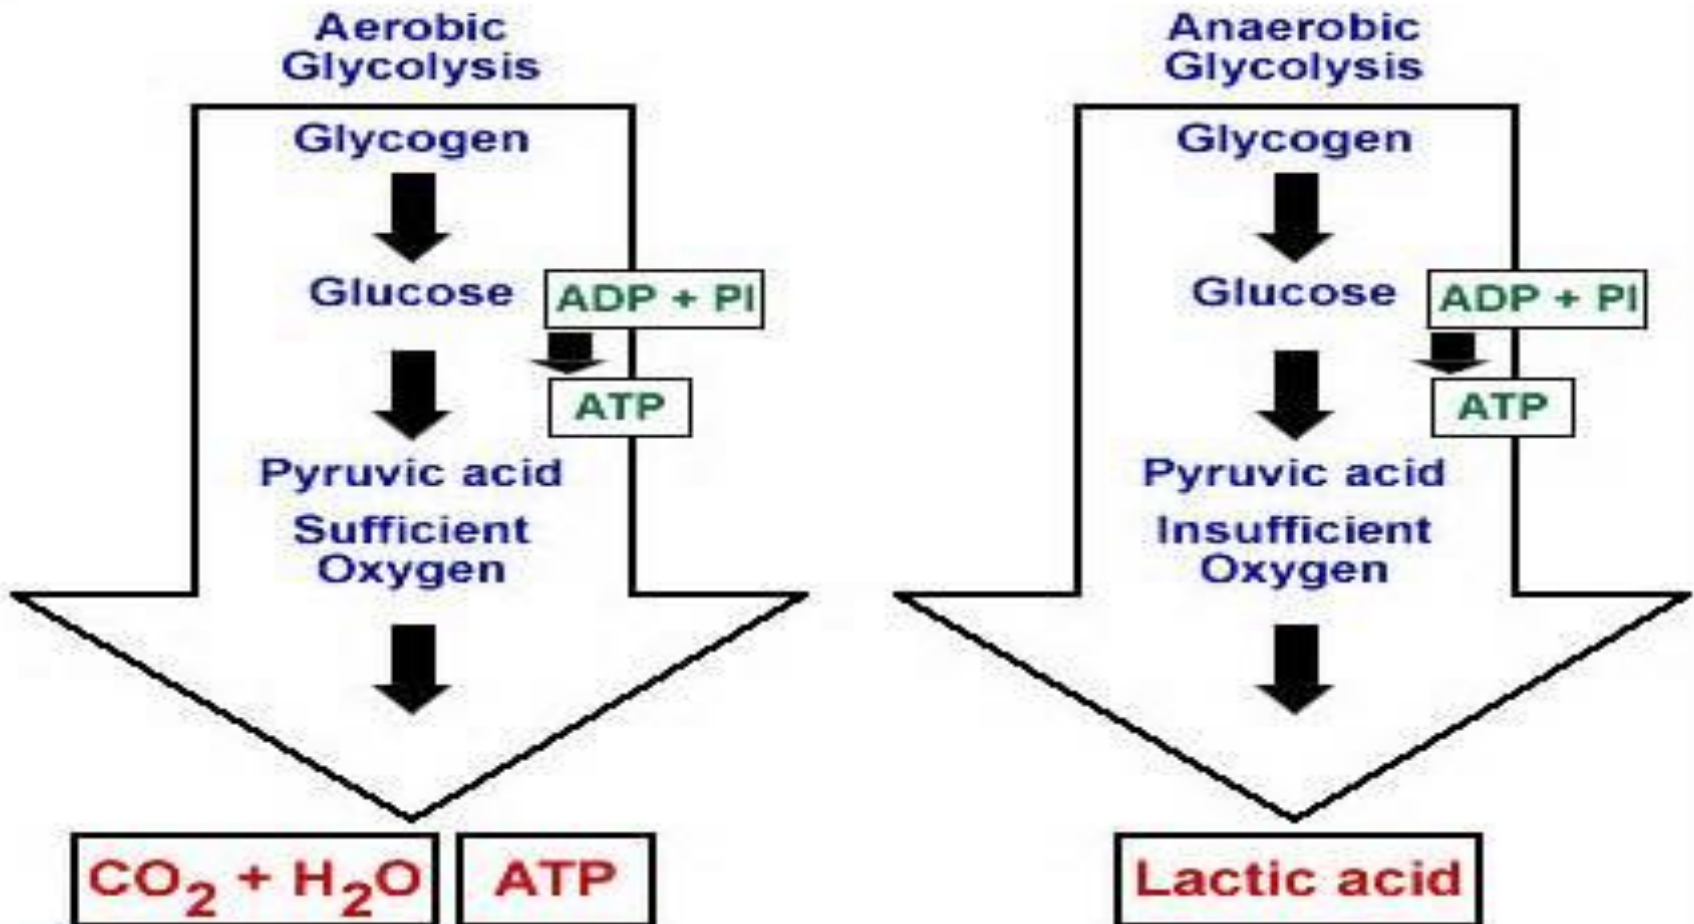 Aerobic
Glycolysis
Glycogen
Glucose
ADP + PI
ATP
Pyruvic acid
Sufficient
Oxygen
CO2 + H2O
ATP
Anaerobic
Glycolysis
Glycogen
Glucose
ADP + PI
ATP
Pyruvic acid
Insufficient
Oxygen
Lactic acid